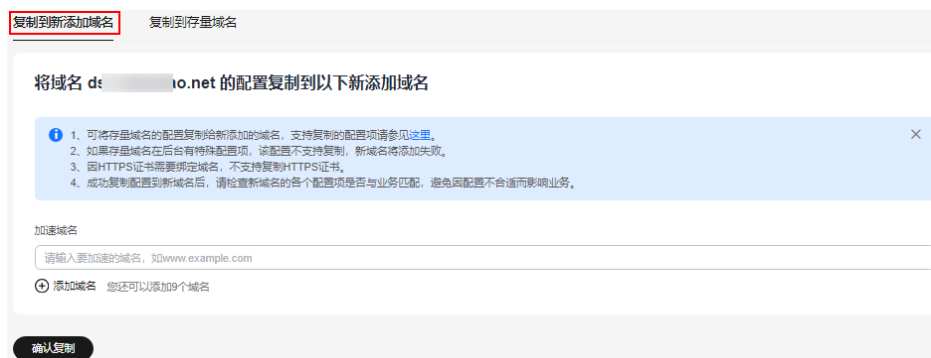 复制到新添加域名 复制到存量域名
将域名 ds ao.net 的配置复制到以下新添加域名
1、可将存量域名的配置复制给新添加的域名，支持复制的配置项请参见这里。
2、如果存量域名在后台有特殊配置项，该配置不支持复制，新域名将添加失败。
3、因HTTPS证书需要绑定域名，不支持复制HTTPS证书。
4、成功复制配置到新域名后，请检查新域名的各个配置项是否与业务匹配，避免因配置不合适而影响业务。
加速域名
请输入要加速的域名，如www.example.com
添加域名 您还可以添加9个域名
确认复制